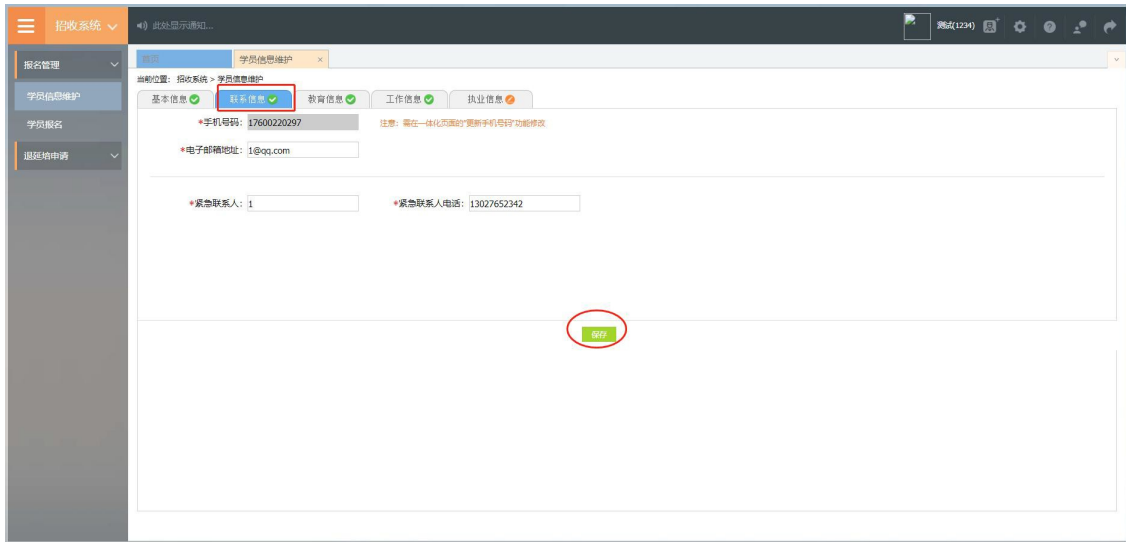 招收系统
此处显示通知...
测试(1234)
报名管理
学员信息维护
学员报名
退延培申请
首页
学员信息维护 ×
当前位置: 招收系统 > 学员信息维护
基本信息 联系信息 教育信息 工作信息 执业信息
*手机号码: 17600220297 注意: 需在一体化页面的"更新手机号码"功能修改
*电子邮箱地址: 1@qq.com
*紧急联系人: 1 *紧急联系人电话: 13027652342
保存